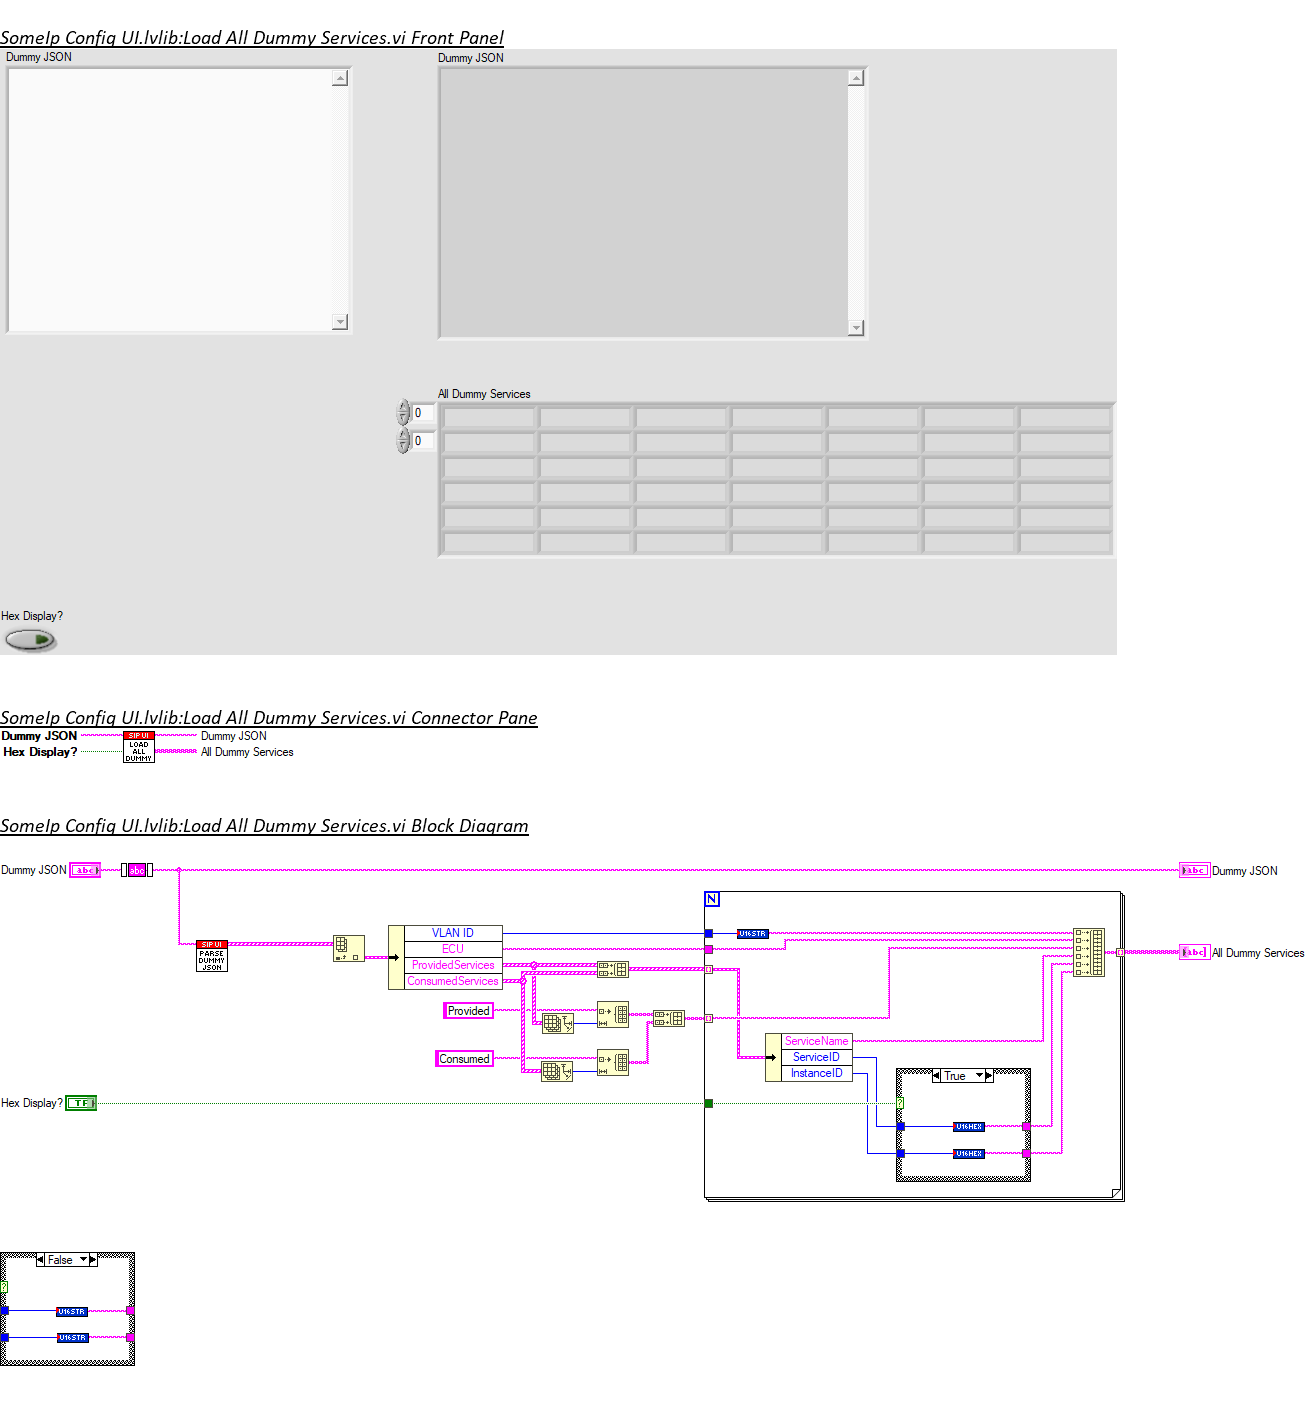 SomeIp Config UI.lvlib:Load All Dummy Services.vi Front Panel
Dummy JSON
Dummy JSON
All Dummy Services
0
0
Hex Display?
SomeIp Config UI.lvlib:Load All Dummy Services.vi Connector Pane
Dummy JSON
Hex Display?
SIP UI
LOAD
ALL
DUMMY
Dummy JSON
All Dummy Services
SomeIp Config UI.lvlib:Load All Dummy Services.vi Block Diagram
Dummy JSON
abc
abc
abc
Dummy JSON
N
SIP UI
PARSE
DUMMY
JSON
VLAN ID
ECU
ProvidedServices
ConsumedServices
U16STR
abc
All Dummy Services
Provided
Consumed
ServiceName
ServiceID
InstanceID
True
Hex Display?
TF
?
U16HEX
U16HEX
False
?
U16STR
U16STR